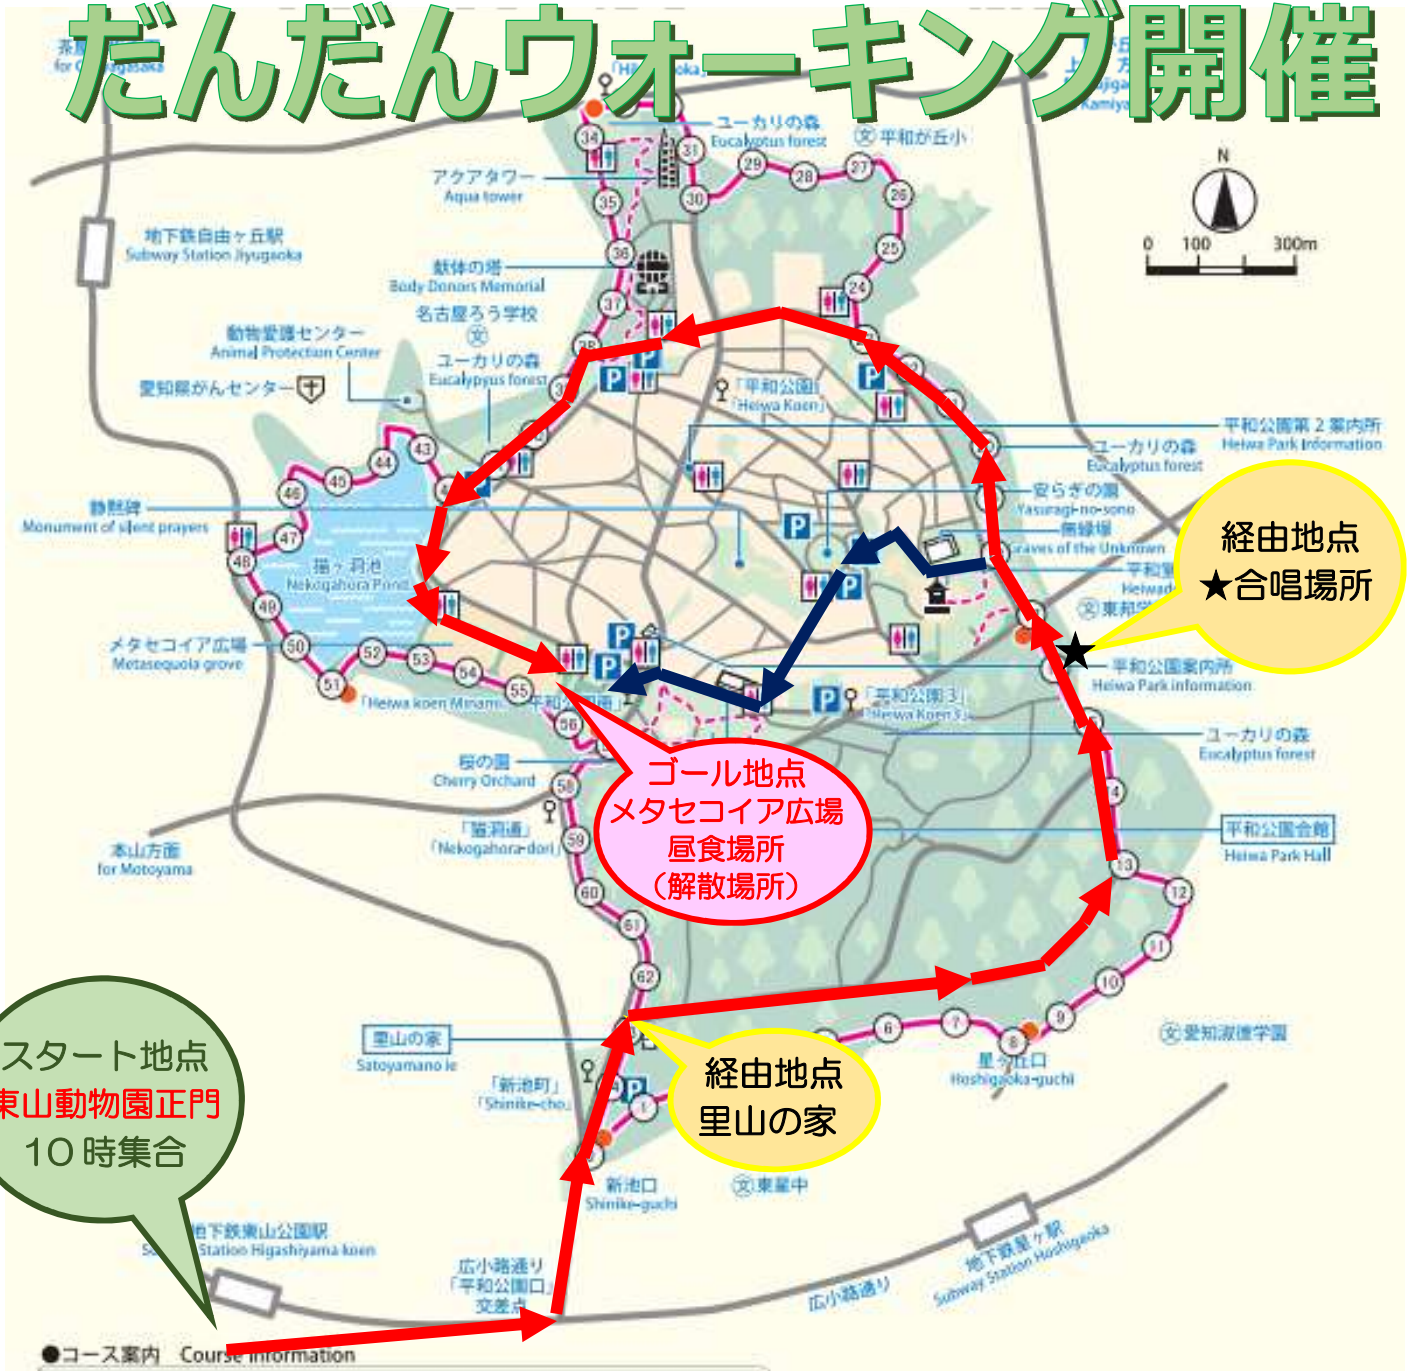 だんだんウォーキング開催
ユーカリの森
Eucalyptus forest
平和が丘小
アクアタワー
Aqua tower
N
0 100 300m
地下鉄自由ヶ丘駅
Subway Station Jiyugaoka
献体の塔
Body Donors Memorial
名古屋ろう学校
動物愛護センター
Animal Protection Center
ユーカリの森
Eucalypyus forest
愛知県がんセンター
「平和公園」
「Heiwa Koen」
平和公園第2案内所
Heiwa Park Information
ユーカリの森
Eucalyptus forest
安らぎの園
Yasuragi-no-sono
無縁塚
raves of the Unknown
静黙碑
Monument of silent prayers
経由地点
★合唱場所
猫ヶ洞池
Nekogahora Pond
メタセコイア広場
Metasequoia grove
平和公園案内所
Heiwa Park information
「平和公園3」
「Heiwa Koen3」
「Heiwa koen Minami
ユーカリの森
Eucalyptus forest
桜の園
Cherry Orchard
ゴール地点
メタセコイア広場
昼食場所
（解散場所）
「猫洞通」
「Nekogahora-dori」
平和公園会館
Heiwa Park Hall
本山方面
for Motoyama
里山の家
Satoyamano ie
経由地点
里山の家
「新池町」
「Shinike-cho」
星ヶ丘口
Hoshigaoka-guchi
愛知淑徳学園
スタート地点
東山動物園正門
10時集合
新池口
Shinike-guchi
東星中
地下鉄東山公園駅
Station Higashiyama koen
広小路通り
「平和公園口」
交差点
広小路通り
地下鉄星ヶ駅
Subway Station Hoshigaoka
●コース案内 Course information